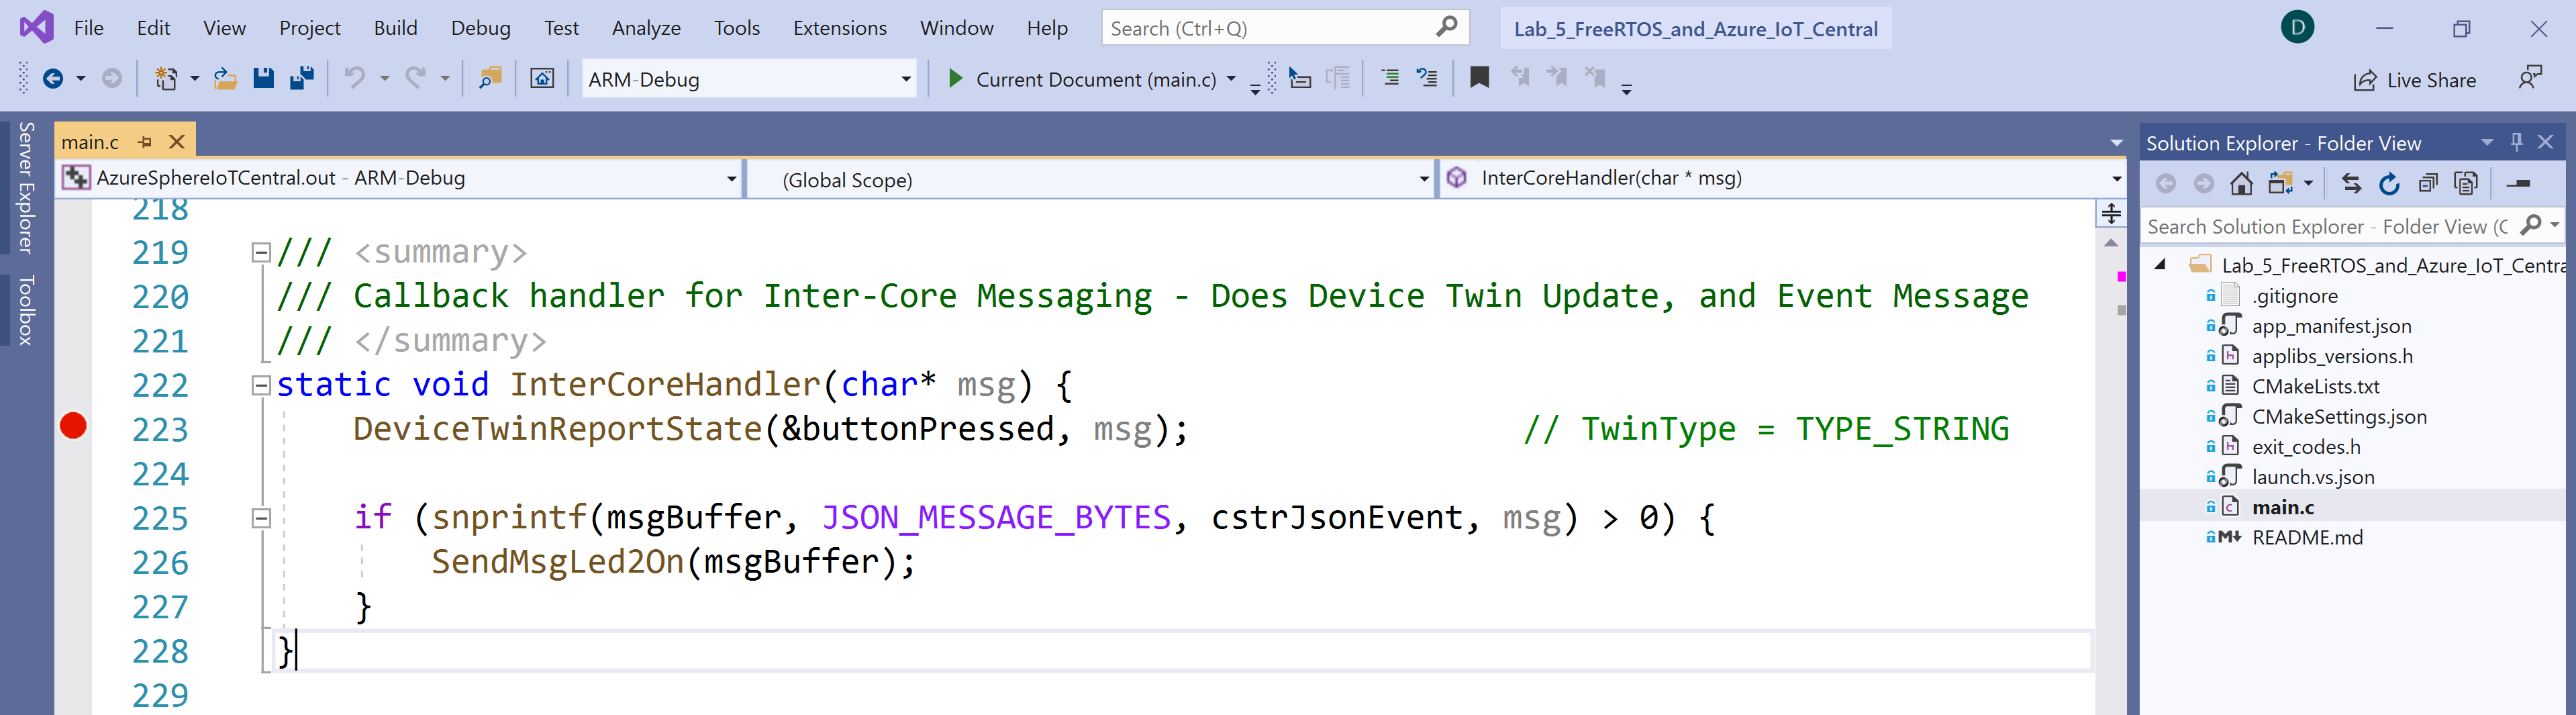 File Edit View Project Build Debug Test Analyze Tools Extensions Window Help Search (Ctrl+Q) Lab_5_FreeRTOS_and_Azure_IoT_Central D
ARM-Debug Current Document (main.c) Live Share
Server Explorer
Toolbox
main.c
AzureSphereIoTCentral.out - ARM-Debug (Global Scope) InterCoreHandler(char * msg)
218
219 /// <summary>
220 /// Callback handler for Inter-Core Messaging - Does Device Twin Update, and Event Message
221 /// </summary>
222 static void InterCoreHandler(char* msg) {
223 DeviceTwinReportState(&buttonPressed, msg); // TwinType = TYPE_STRING
224
225 if (snprintf(msgBuffer, JSON_MESSAGE_BYTES, cstrJsonEvent, msg) > 0) {
226 SendMsgLed2On(msgBuffer);
227 }
228 }
229
Solution Explorer - Folder View
Search Solution Explorer - Folder View (C
Lab_5_FreeRTOS_and_Azure_IoT_Centra
.gitignore
app_manifest.json
applibs_versions.h
CMakeLists.txt
CMakeSettings.json
exit_codes.h
launch.vs.json
main.c
README.md